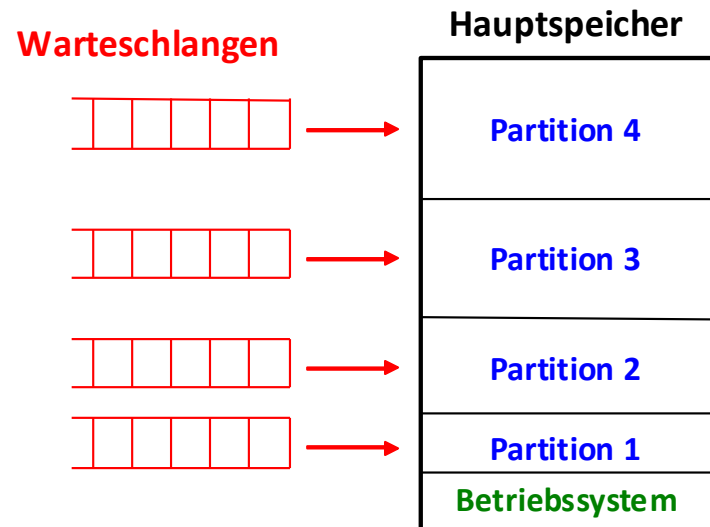 Hauptspeicher
Warteschlangen
Partition 4
Partition 3
Partition 2
Partition 1
Betriebssystem